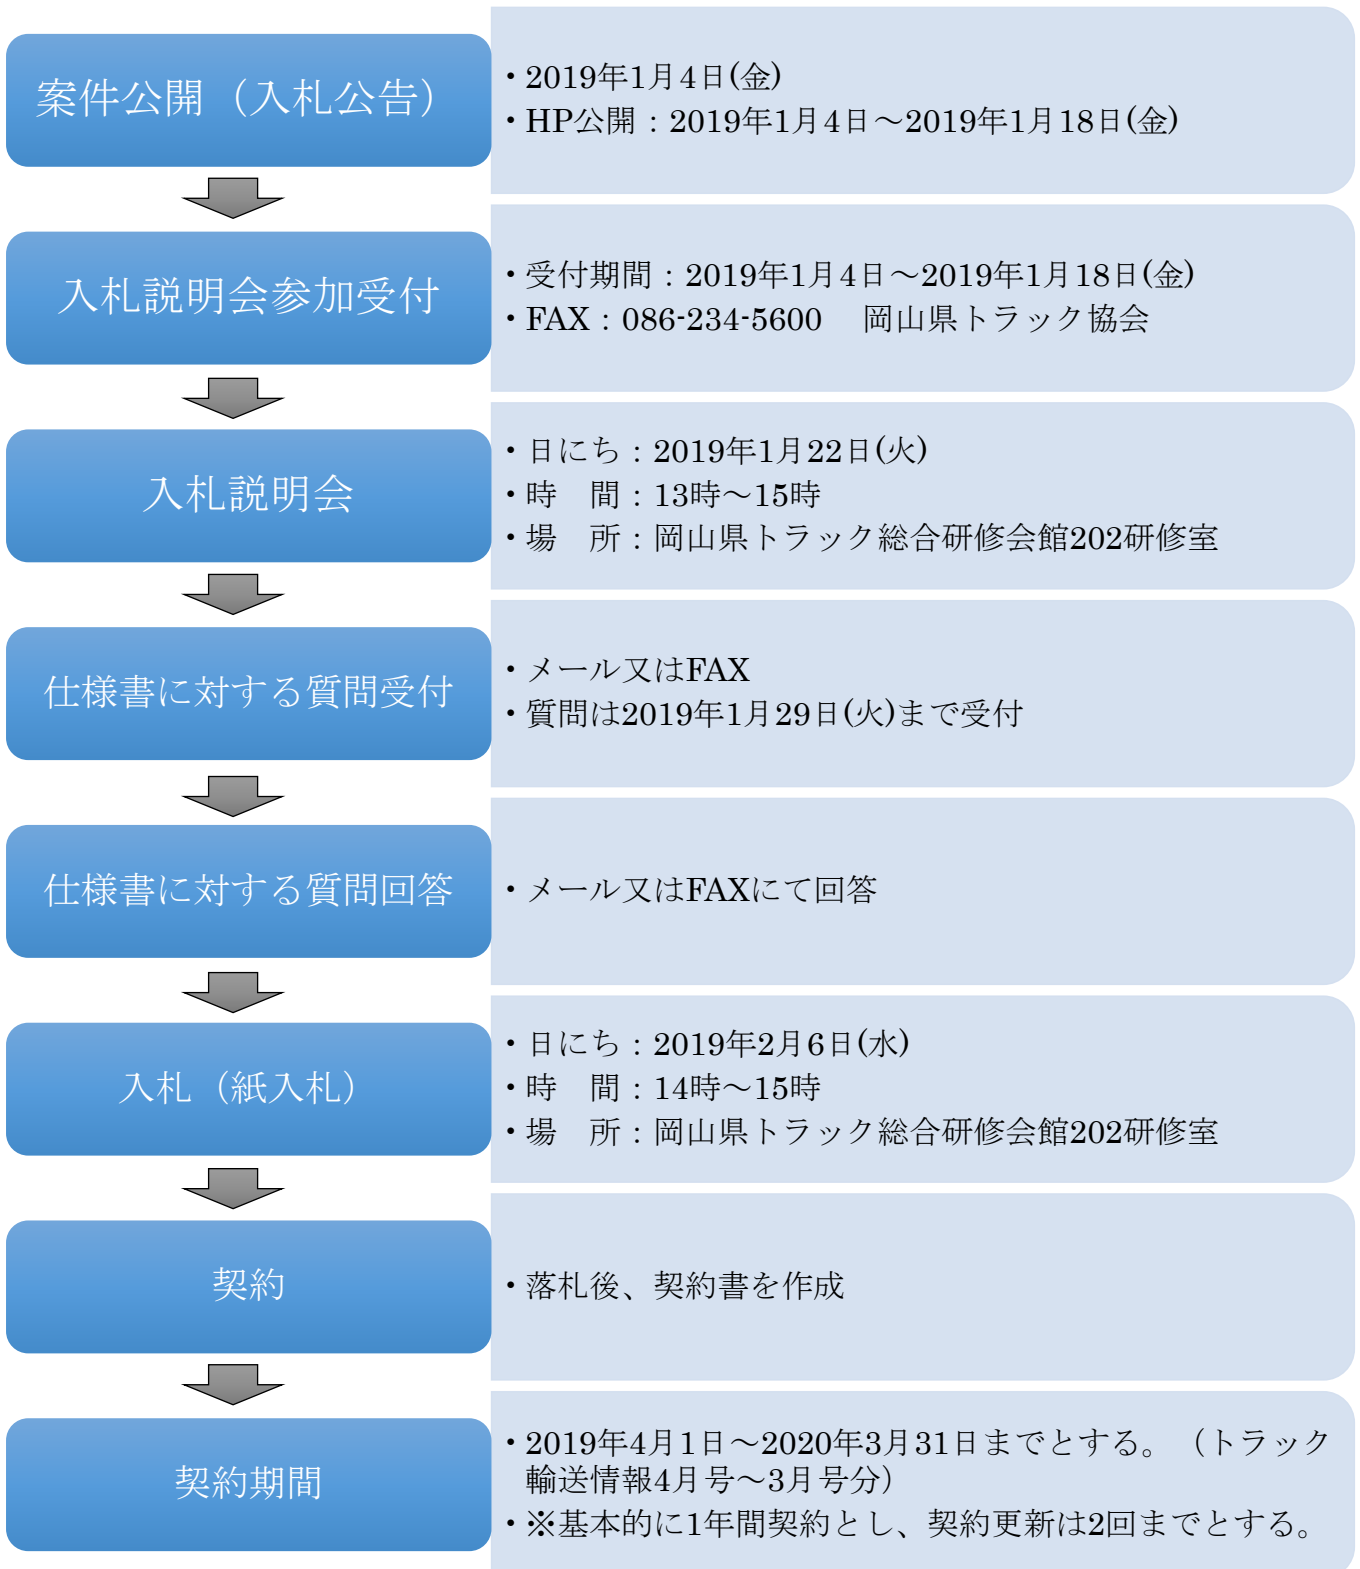 案件公開（入札公告）
・2019年1月4日(金)
・HP公開：2019年1月4日～2019年1月18日(金)
入札説明会参加受付
・受付期間：2019年1月4日～2019年1月18日(金)
・FAX：086-234-5600　岡山県トラック協会
入札説明会
・日にち：2019年1月22日(火)
・時　間：13時～15時
・場　所：岡山県トラック総合研修会館202研修室
仕様書に対する質問受付
・メール又はFAX
・質問は2019年1月29日(火)まで受付
仕様書に対する質問回答
・メール又はFAXにて回答
入札（紙入札）
・日にち：2019年2月6日(水)
・時　間：14時～15時
・場　所：岡山県トラック総合研修会館202研修室
契約
・落札後、契約書を作成
契約期間
・2019年4月1日～2020年3月31日までとする。（トラック
輸送情報4月号～3月号分）
・※基本的に1年間契約とし、契約更新は2回までとする。